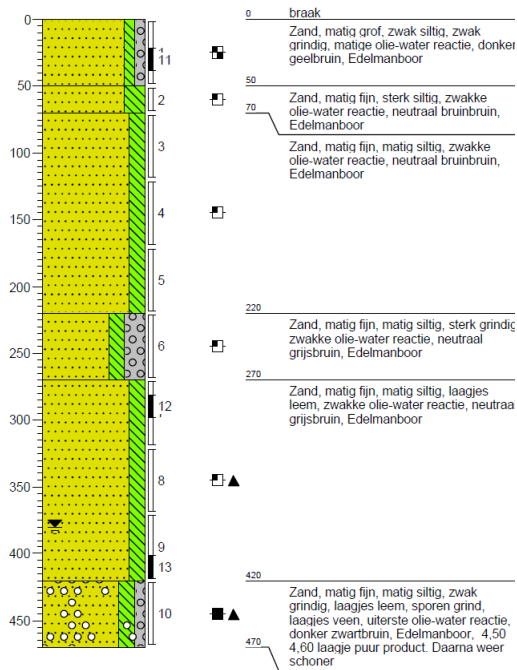 0
50
100
150
200
250
300
350
400
450
11
2
3
4
5
6
12
8
9
13
10
0 braak
Zand, matig grof, zwak siltig, zwak
grindig, matige olie-water reactie, donker
geelbruin, Edelmanboor
50
Zand, matig fijn, sterk siltig, zwakke
olie-water reactie, neutraal bruinbruin,
Edelmanboor
70
Zand, matig fijn, matig siltig, zwakke
olie-water reactie, neutraal bruinbruin,
Edelmanboor
220
Zand, matig fijn, matig siltig, sterk grindig,
zwakke olie-water reactie, neutraal
grijsbruin, Edelmanboor
270
Zand, matig fijn, matig siltig, laagjes
leem, zwakke olie-water reactie, neutraal
grijsbruin, Edelmanboor
420
Zand, matig fijn, matig siltig, zwak
grindig, laagjes leem, sporen grind,
laagjes veen, uiterste olie-water reactie,
donker zwartbruin, Edelmanboor, 4,50
4,60 laagje puur product. Daarna weer
schoner
470